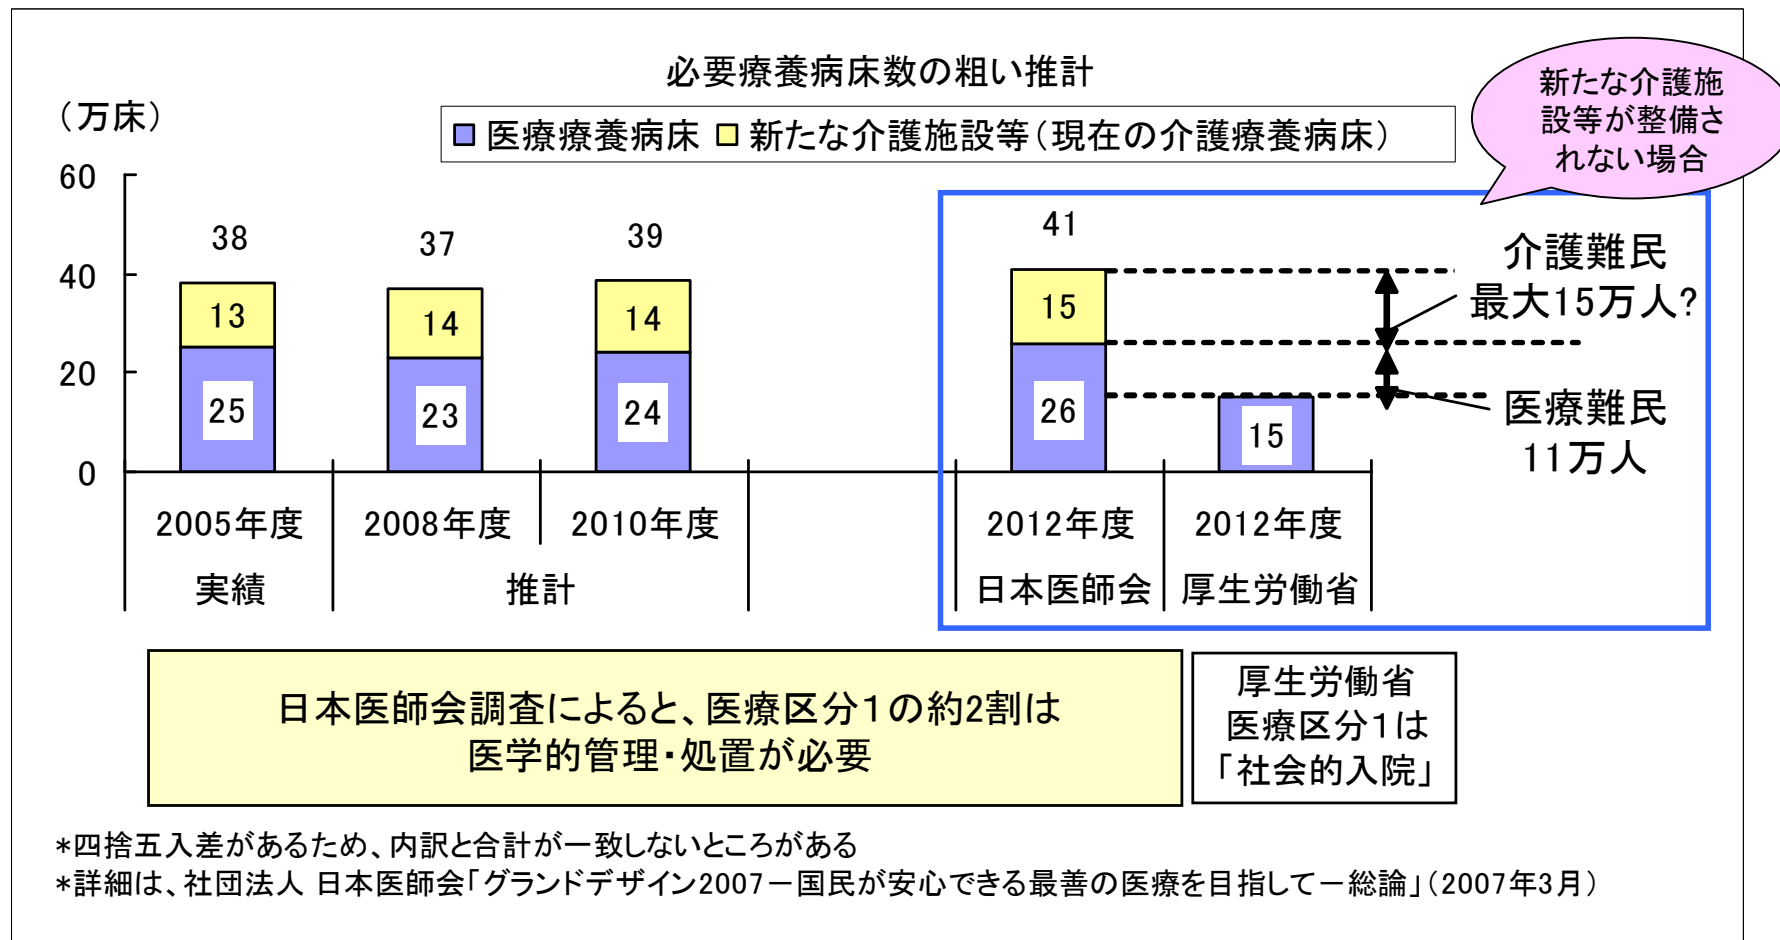 必要療養病床数の粗い推計
新たな介護施
設等が整備さ
れない場合
（万床）
医療療養病床 新たな介護施設等（現在の介護療養病床）
60
40
20
0
38
13
25
37
14
23
39
14
24
41
15
26
15
介護難民
最大15万人？
医療難民
11万人
2005年度 2008年度 2010年度 2012年度 2012年度
実績 推計 日本医師会 厚生労働省
日本医師会調査によると、医療区分1の約2割は
医学的管理・処置が必要
厚生労働省
医療区分1は
「社会的入院」
*四捨五入差があるため、内訳と合計が一致しないところがある
*詳細は、社団法人 日本医師会「グランドデザイン2007－国民が安心できる最善の医療を目指して－総論」（2007年3月）